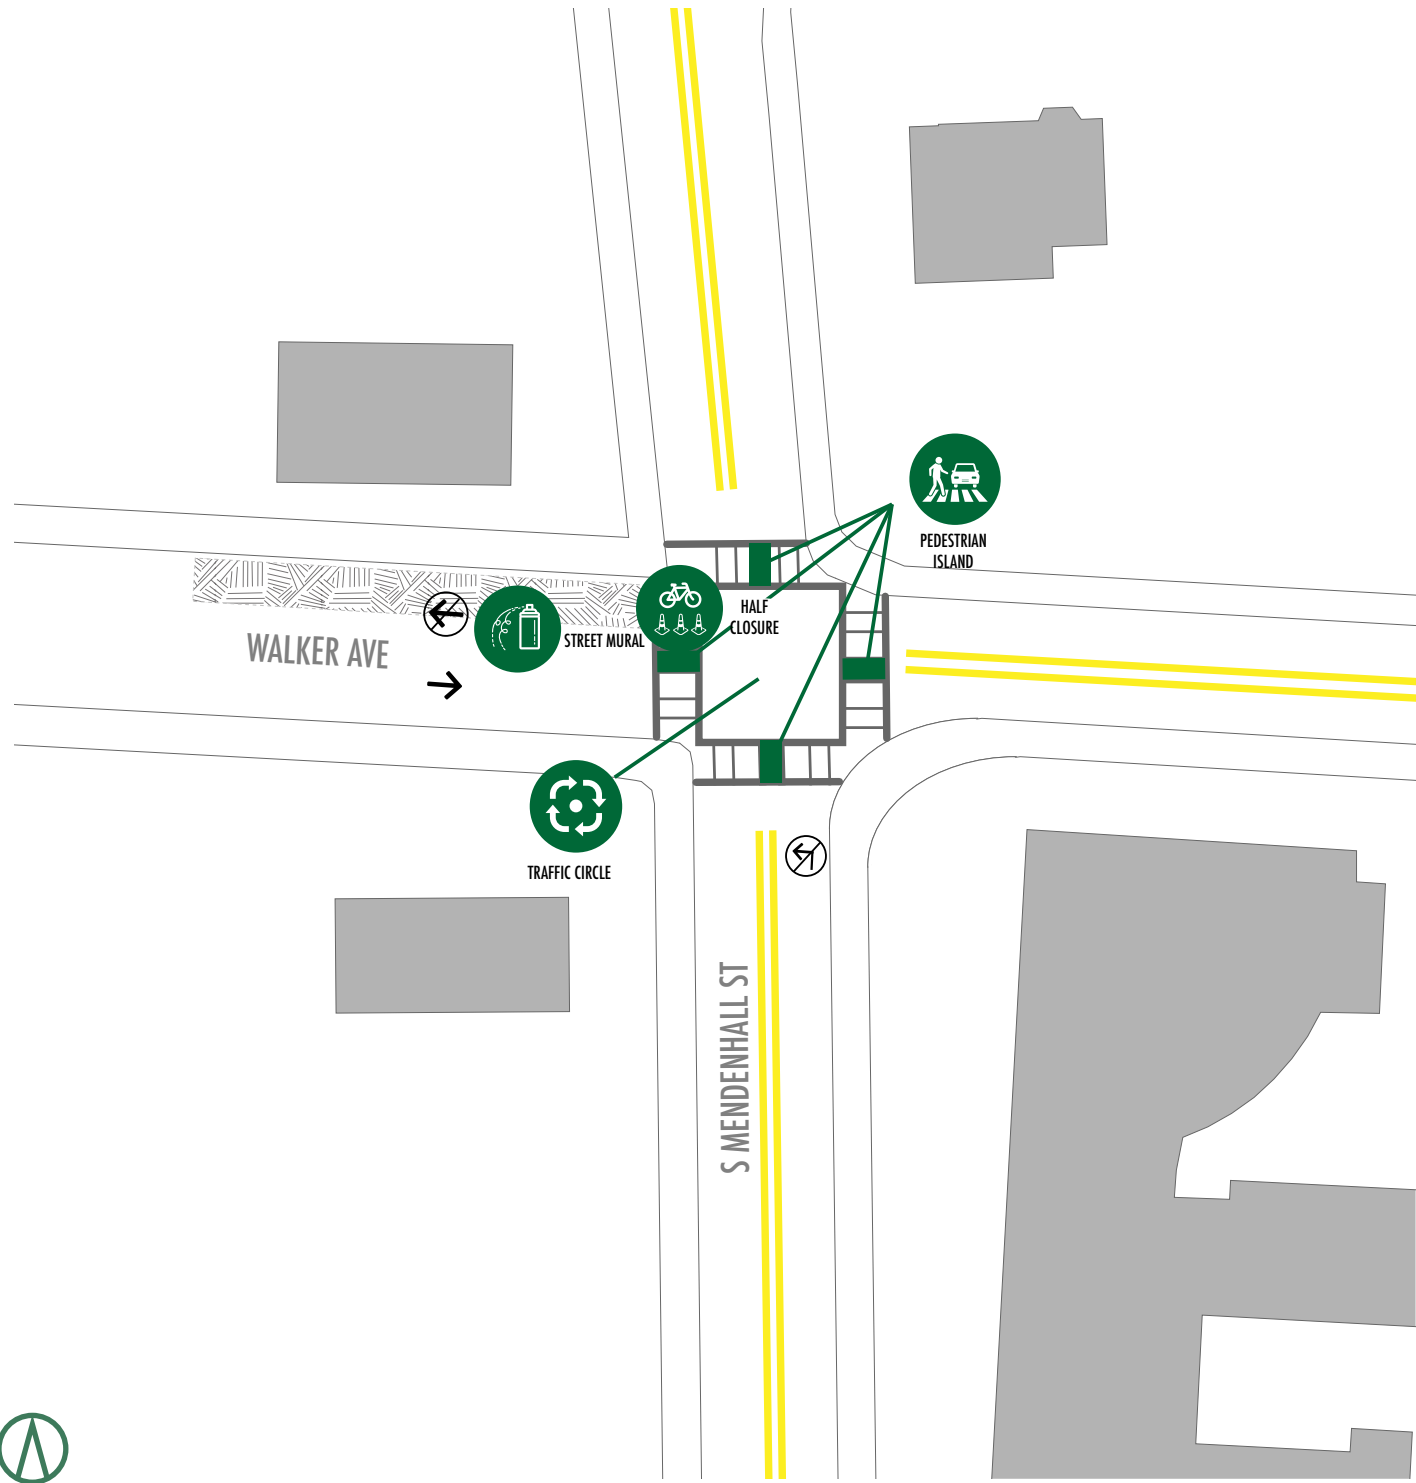 PEDESTRIAN
ISLAND
HALF
CLOSURE
STREET MURAL
WALKER AVE
TRAFFIC CIRCLE
S MENDENHALL ST